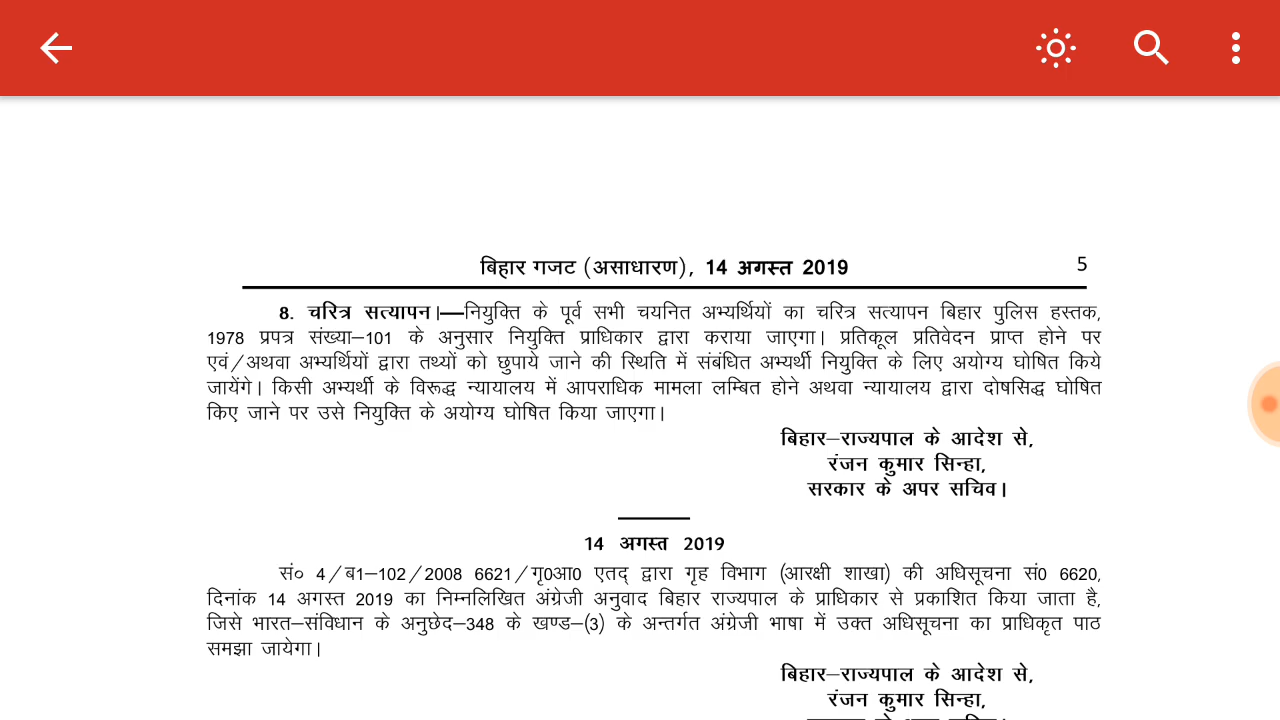 बिहार गजट (असाधारण), 14 अगस्त 2019 5
8. चरित्र सत्यापन।—नियुक्ति के पूर्व सभी चयनित अभ्यर्थियों का चरित्र सत्यापन बिहार पुलिस हस्तक,
1978 प्रपत्र संख्या–101 के अनुसार नियुक्ति प्राधिकार द्वारा कराया जाएगा। प्रतिकूल प्रतिवेदन प्राप्त होने पर
एवं/अथवा अभ्यर्थियों द्वारा तथ्यों को छुपाये जाने की स्थिति में संबंधित अभ्यर्थी नियुक्ति के लिए अयोग्य घोषित किये
जायेंगे। किसी अभ्यर्थी के विरूद्ध न्यायालय में आपराधिक मामला लम्बित होने अथवा न्यायालय द्वारा दोषसिद्ध घोषित
किए जाने पर उसे नियुक्ति के अयोग्य घोषित किया जाएगा।
बिहार–राज्यपाल के आदेश से,
रंजन कुमार सिन्हा,
सरकार के अपर सचिव।
14 अगस्त 2019
सं० 4/ब1–102/2008 6621/गृ0आ0 एतद् द्वारा गृह विभाग (आरक्षी शाखा) की अधिसूचना सं0 6620,
दिनांक 14 अगस्त 2019 का निम्नलिखित अंग्रेजी अनुवाद बिहार राज्यपाल के प्राधिकार से प्रकाशित किया जाता है,
जिसे भारत–संविधान के अनुछेद–348 के खण्ड–(3) के अन्तर्गत अंग्रेजी भाषा में उक्त अधिसूचना का प्राधिकृत पाठ
समझा जायेगा।
बिहार–राज्यपाल के आदेश से,
रंजन कुमार सिन्हा,